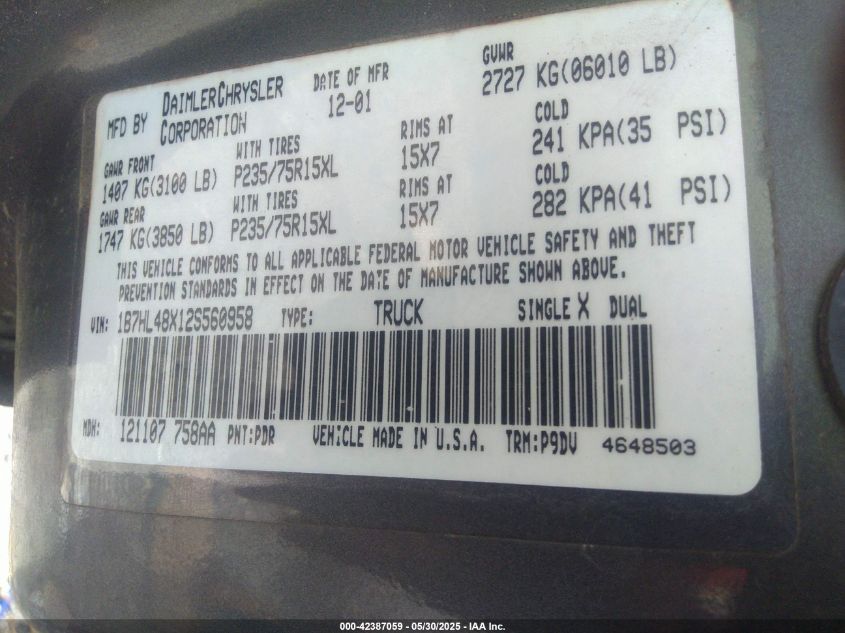 MFD BY DAIMLERCHRYSLER CORPORATION DATE OF MFR 12-01 GVWR 2727 KG(06010 LB)
GAWR FRONT WITH TIRES RIMS AT COLD
1407 KG(3100 LB) P235/75R15XL 15X7 241 KPA(35 PSI)
GAWR REAR WITH TIRES RIMS AT COLD
1747 KG(3850 LB) P235/75R15XL 15X7 282 KPA(41 PSI)
THIS VEHICLE CONFORMS TO ALL APPLICABLE FEDERAL MOTOR VEHICLE SAFETY AND THEFT
PREVENTION STANDARDS IN EFFECT ON THE DATE OF MANUFACTURE SHOWN ABOVE.
VIN: 1B7HL48X12S560958 TYPE: TRUCK SINGLE X DUAL
MDH: 121107 758AA PNT:PDR VEHICLE MADE IN U.S.A. TRM:P9DV 4648503
000-42387059 - 05/30/2025 - IAA Inc.